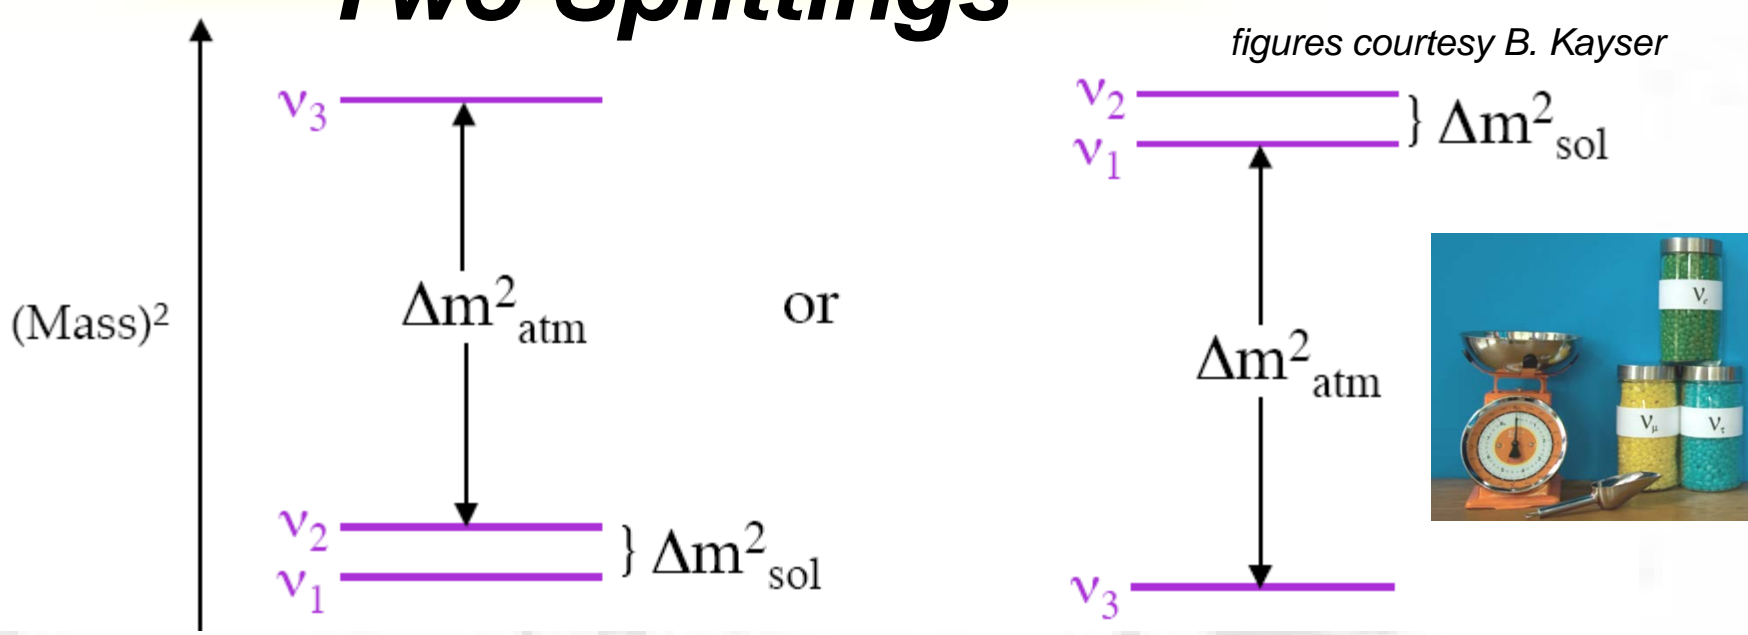 Two Splittings
figures courtesy B. Kayser
(Mass)²
ν₃
Δm²atm
ν₂
ν₁
} Δm²sol
or
ν₂
ν₁
} Δm²sol
Δm²atm
ν₃
νe
νμ
ντ